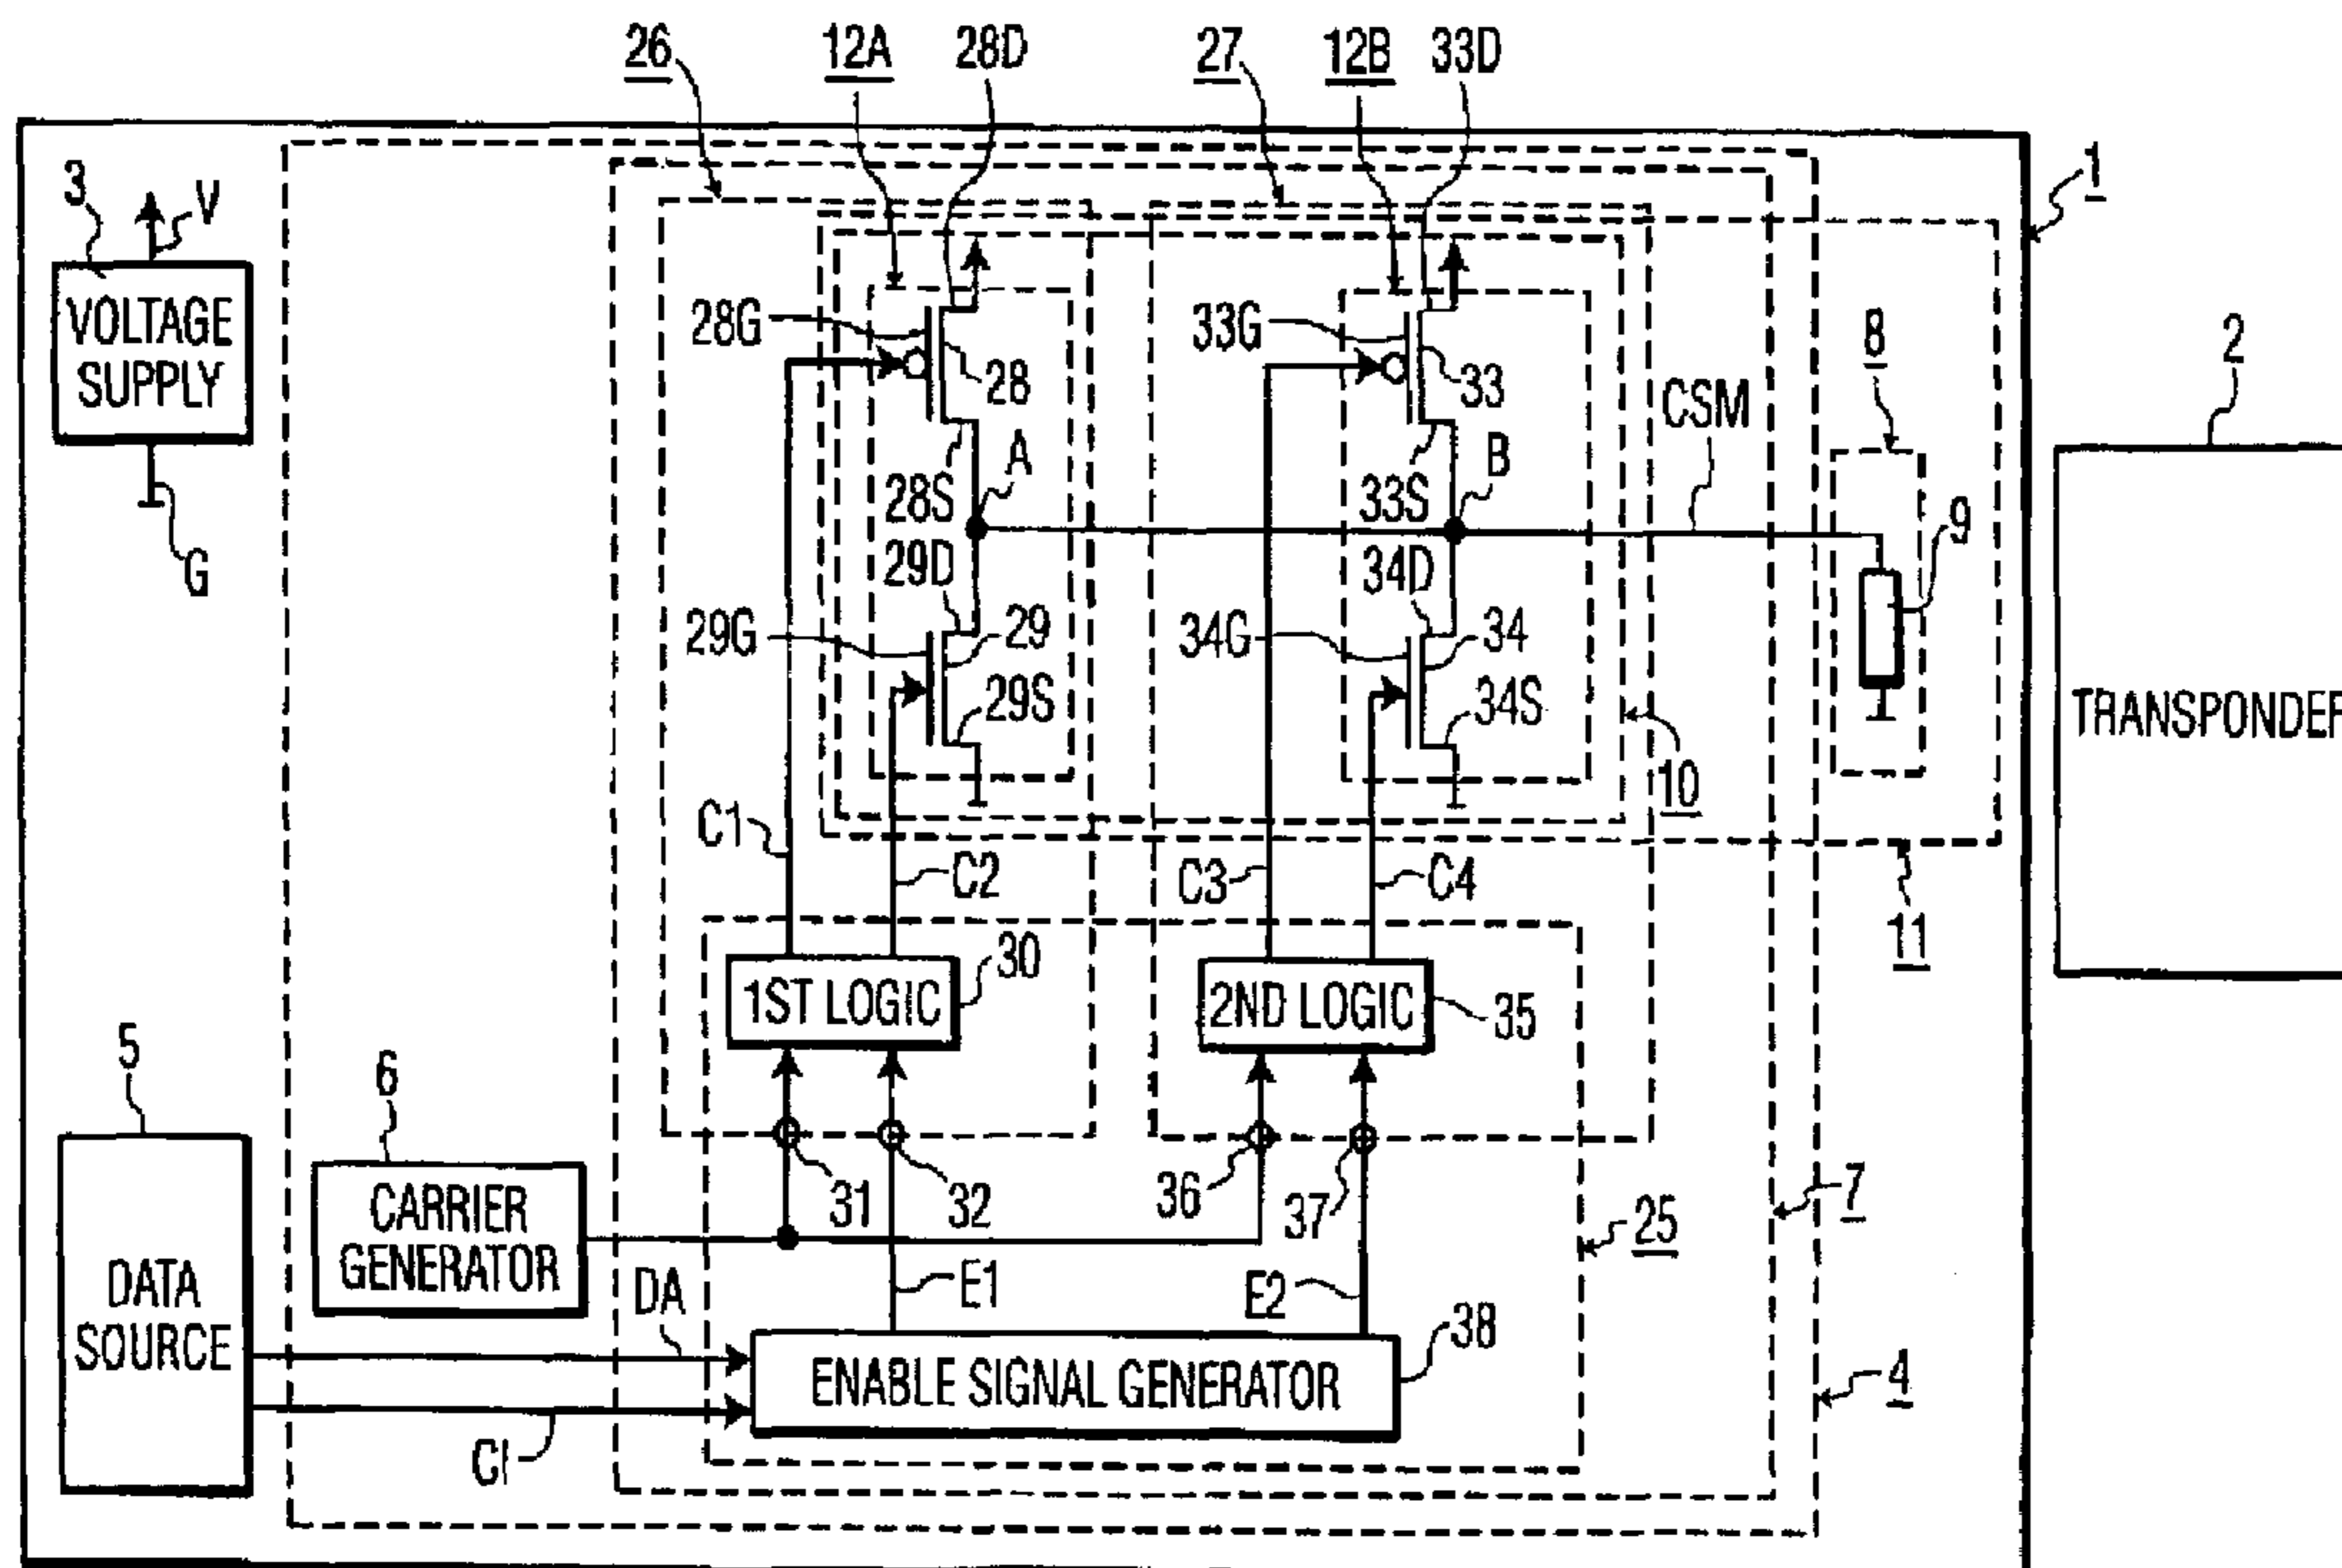 26
12A
28D
27
12B
33D
1
3
V
VOLTAGE
SUPPLY
G
28G
28
28S
A
33G
33
33S
B
CSM
8
9
2
TRANSPONDER
29D
29G
29
29S
34D
34G
34
34S
10
11
C1
C2
C3
C4
1ST LOGIC
30
2ND LOGIC
35
5
6
31
32
36
37
25
7
CARRIER
GENERATOR
DATA
SOURCE
DA
E1
E2
38
ENABLE SIGNAL GENERATOR
4
CI